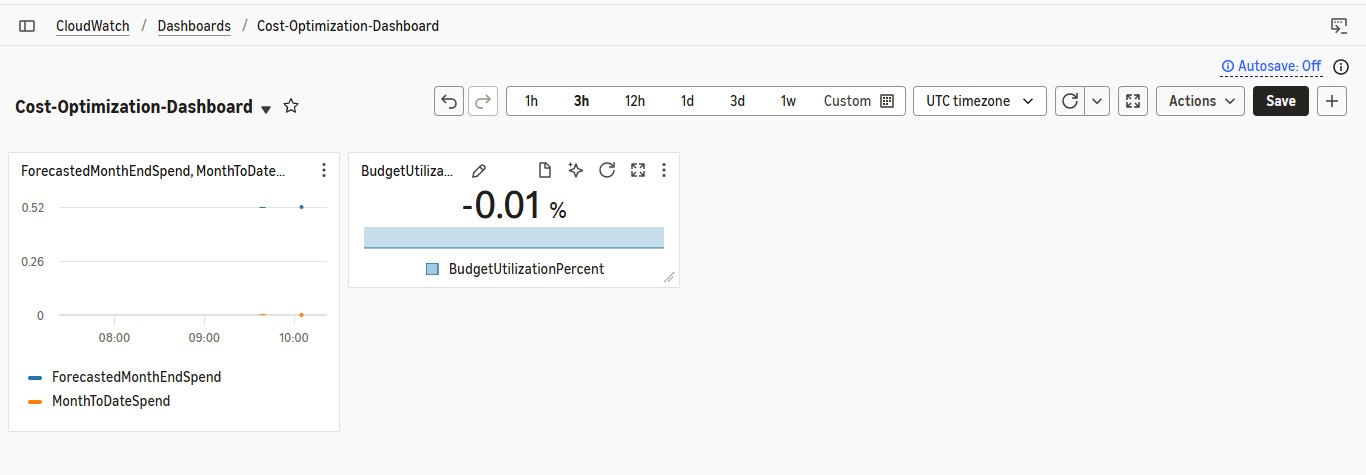 CloudWatch / Dashboards / Cost-Optimization-Dashboard
Autosave: Off
Cost-Optimization-Dashboard
1h 3h 12h 1d 3d 1w Custom UTC timezone Actions Save
ForecastedMonthEndSpend, MonthToDate...
0.52
0.26
0
08:00 09:00 10:00
ForecastedMonthEndSpend
MonthToDateSpend
BudgetUtiliza...
-0.01 %
BudgetUtilizationPercent